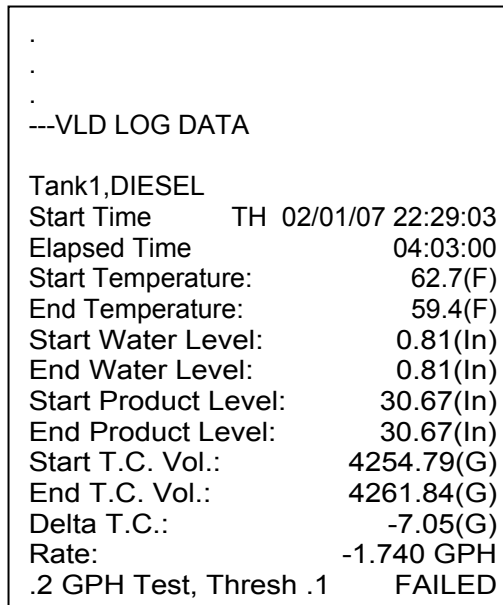 .
.
.
---VLD LOG DATA
Tank1,DIESEL
Start Time TH 02/01/07 22:29:03
Elapsed Time 04:03:00
Start Temperature: 62.7(F)
End Temperature: 59.4(F)
Start Water Level: 0.81(In)
End Water Level: 0.81(In)
Start Product Level: 30.67(In)
End Product Level: 30.67(In)
Start T.C. Vol.: 4254.79(G)
End T.C. Vol.: 4261.84(G)
Delta T.C.: -7.05(G)
Rate: -1.740 GPH
.2 GPH Test, Thresh .1 FAILED